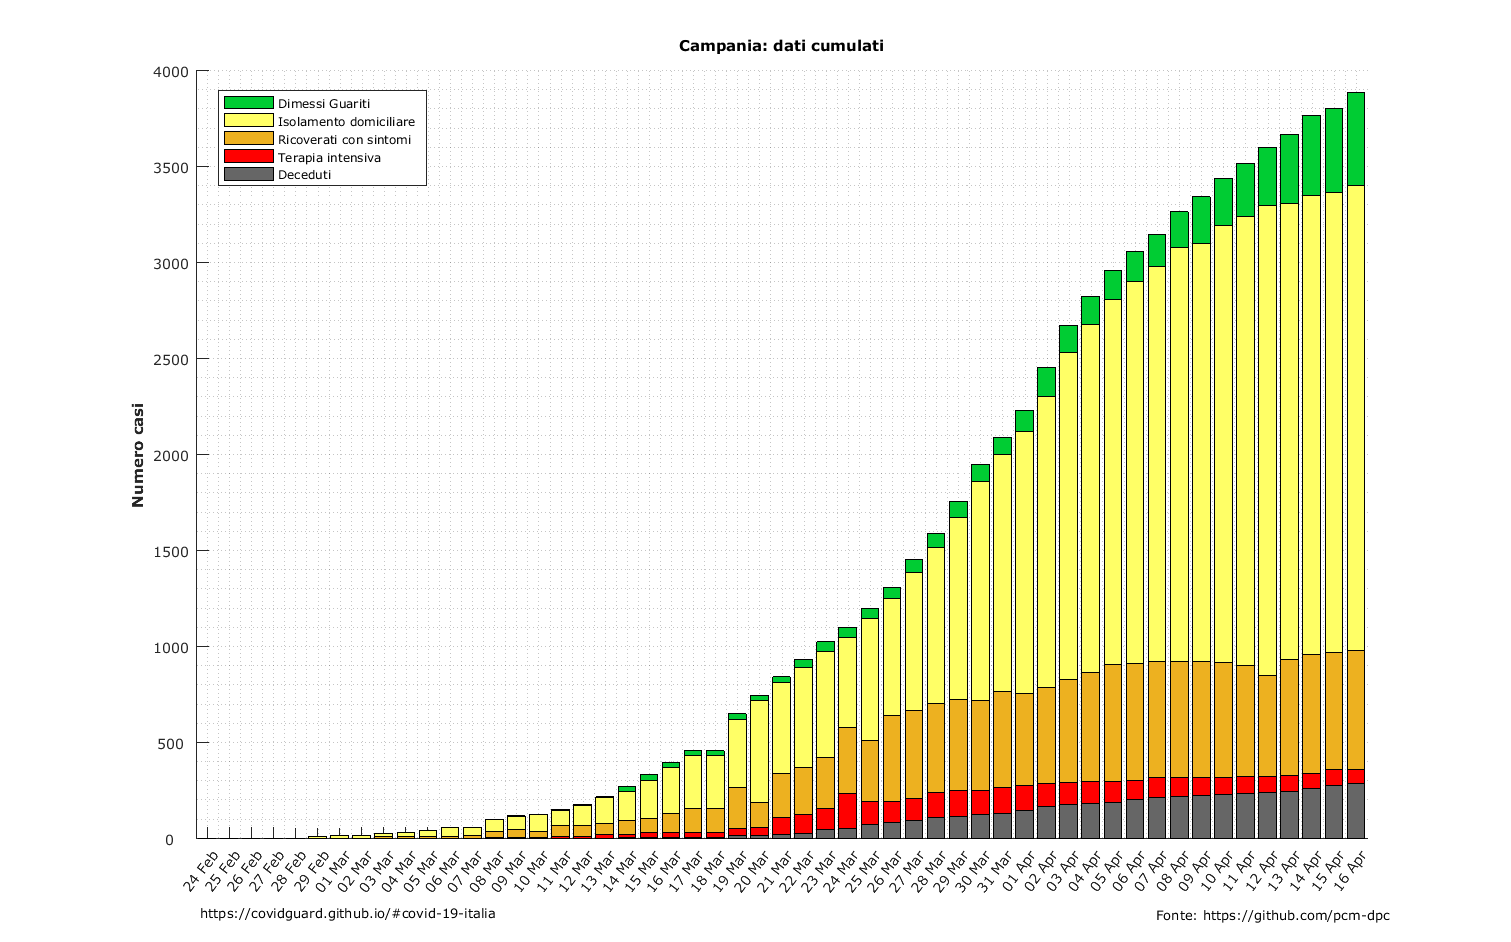 Campania: dati cumulati
4000
3500
3000
2500
2000
1500
1000
500
0
Numero casi
Dimessi Guariti
Isolamento domiciliare
Ricoverati con sintomi
Terapia intensiva
Deceduti
24 Feb
25 Feb
26 Feb
27 Feb
28 Feb
29 Feb
01 Mar
02 Mar
03 Mar
04 Mar
05 Mar
06 Mar
07 Mar
08 Mar
09 Mar
10 Mar
11 Mar
12 Mar
13 Mar
14 Mar
15 Mar
16 Mar
17 Mar
18 Mar
19 Mar
20 Mar
21 Mar
22 Mar
23 Mar
24 Mar
25 Mar
26 Mar
27 Mar
28 Mar
29 Mar
30 Mar
31 Mar
01 Apr
02 Apr
03 Apr
04 Apr
05 Apr
06 Apr
07 Apr
08 Apr
09 Apr
10 Apr
11 Apr
12 Apr
13 Apr
14 Apr
15 Apr
16 Apr
https://covidguard.github.io/#covid-19-italia
Fonte: https://github.com/pcm-dpc